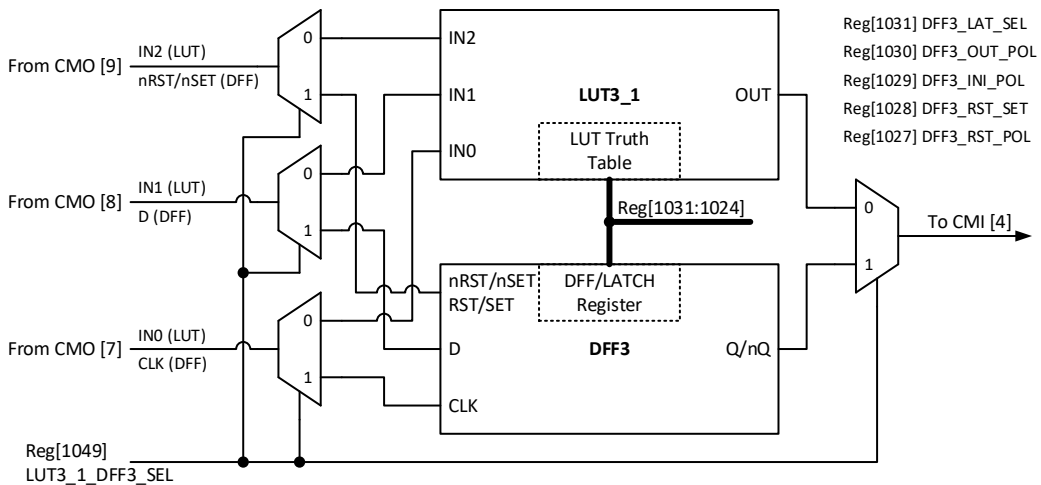 Reg[1031] DFF3_LAT_SEL
Reg[1030] DFF3_OUT_POL
Reg[1029] DFF3_INI_POL
Reg[1028] DFF3_RST_SET
Reg[1027] DFF3_RST_POL
From CMO [9]
IN2 (LUT)
nRST/nSET (DFF)
0
1
From CMO [8]
IN1 (LUT)
D (DFF)
0
1
From CMO [7]
IN0 (LUT)
CLK (DFF)
0
1
Reg[1049]
LUT3_1_DFF3_SEL
IN2
IN1
IN0
LUT3_1
OUT
LUT Truth
Table
Reg[1031:1024]
nRST/nSET
RST/SET
D
CLK
DFF/LATCH
Register
DFF3
Q/nQ
0
1
To CMI [4]